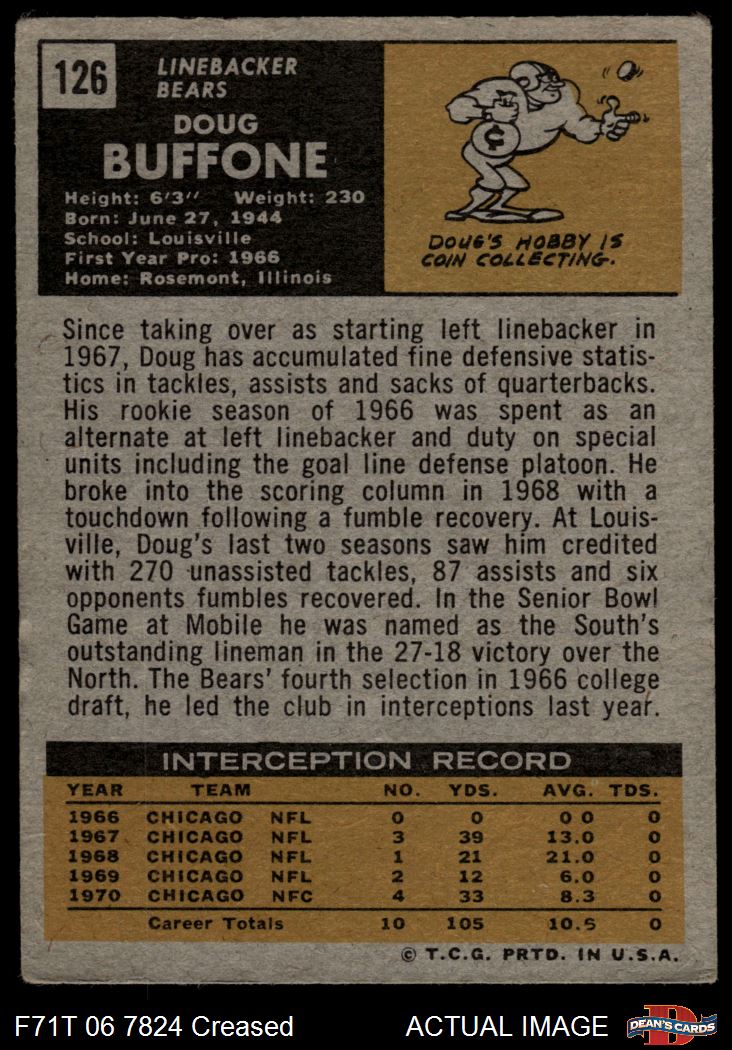 126
LINEBACKER
BEARS
DOUG
BUFFONE
Height: 6'3" Weight: 230
Born: June 27, 1944
School: Louisville
First Year Pro: 1966
Home: Rosemont, Illinois
¢
DOUG'S HOBBY IS
COIN COLLECTING.
Since taking over as starting left linebacker in
1967, Doug has accumulated fine defensive statis-
tics in tackles, assists and sacks of quarterbacks.
His rookie season of 1966 was spent as an
alternate at left linebacker and duty on special
units including the goal line defense platoon. He
broke into the scoring column in 1968 with a
touchdown following a fumble recovery. At Louis-
ville, Doug's last two seasons saw him credited
with 270 unassisted tackles, 87 assists and six
opponents fumbles recovered. In the Senior Bowl
Game at Mobile he was named as the South's
outstanding lineman in the 27-18 victory over the
North. The Bears' fourth selection in 1966 college
draft, he led the club in interceptions last year.
INTERCEPTION RECORD
YEAR TEAM NO. YDS. AVG. TDS.
1966 CHICAGO NFL 0 0 0 0 0
1967 CHICAGO NFL 3 39 13.0 0
1968 CHICAGO NFL 1 21 21.0 0
1969 CHICAGO NFL 2 12 6.0 0
1970 CHICAGO NFC 4 33 8.3 0
Career Totals 10 105 10.5 0
© T.C.G. PRTD. IN U.S.A.
F71T 06 7824 Creased ACTUAL IMAGE
D
DEAN'S CARDS